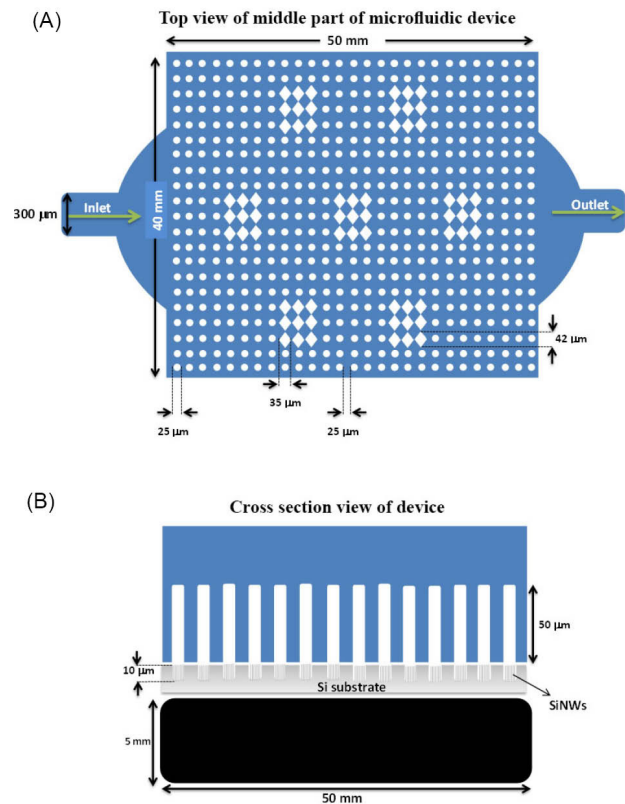 (A)
Top view of middle part of microfluidic device
50 mm
300 µm
Inlet
40 mm
Outlet
42 µm
35 µm
25 µm
25 µm
(B)
Cross section view of device
50 µm
10 µm
Si substrate
SiNWs
5 mm
50 mm